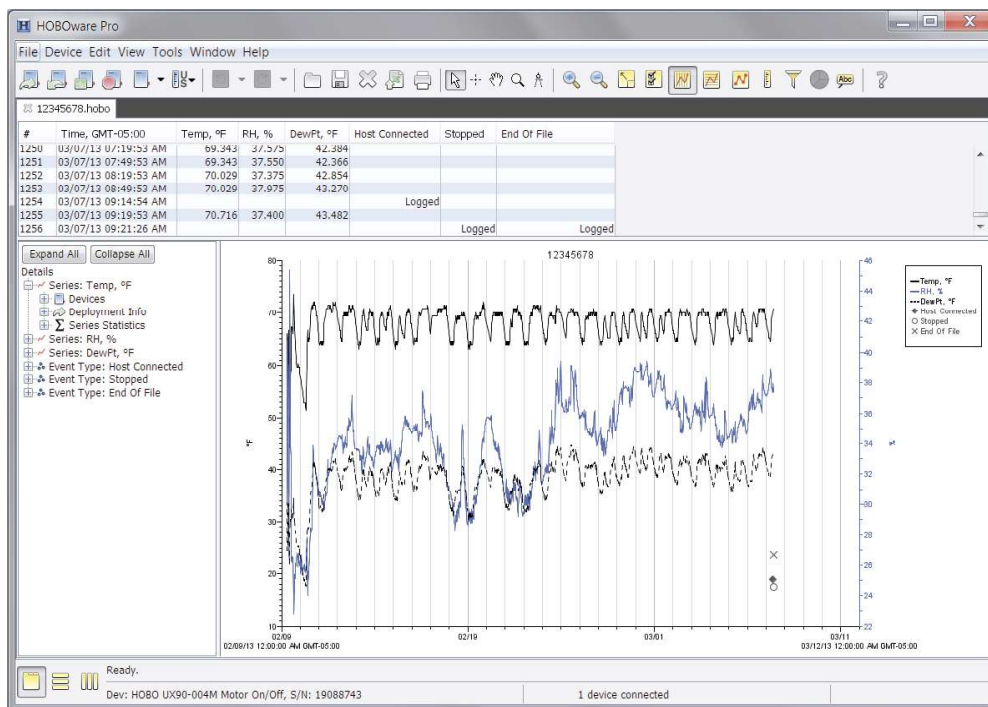 HOBOware Pro
File Device Edit View Tools Window Help
Abc
12345678.hobo
# Time, GMT-05:00 Temp, °F RH, % DewPt, °F Host Connected Stopped End Of File
1250 03/07/13 07:19:53 AM 69.343 37.575 42.384
1251 03/07/13 07:49:53 AM 69.343 37.550 42.366
1252 03/07/13 08:19:53 AM 70.029 37.375 42.854
1253 03/07/13 08:49:53 AM 70.029 37.975 43.270
1254 03/07/13 09:14:54 AM Logged
1255 03/07/13 09:19:53 AM 70.716 37.400 43.482
1256 03/07/13 09:21:26 AM Logged Logged
Expand All Collapse All
Details
Series: Temp, °F
Devices
Deployment Info
Series Statistics
Series: RH, %
Series: DewPt, °F
Event Type: Host Connected
Event Type: Stopped
Event Type: End Of File
12345678
80
70
60
50
40
30
20
10
°F
46
44
42
40
38
36
34
32
30
28
26
24
22
%
Temp, °F
RH, %
DewPt, °F
Host Connected
Stopped
End Of File
02/09 02/19 03/01 03/11
02/09/13 12:00:00 AM GMT-05:00 03/12/13 12:00:00 AM GMT-05:00
Ready.
Dev: HOBO UX90-004M Motor On/Off, S/N: 19088743 1 device connected